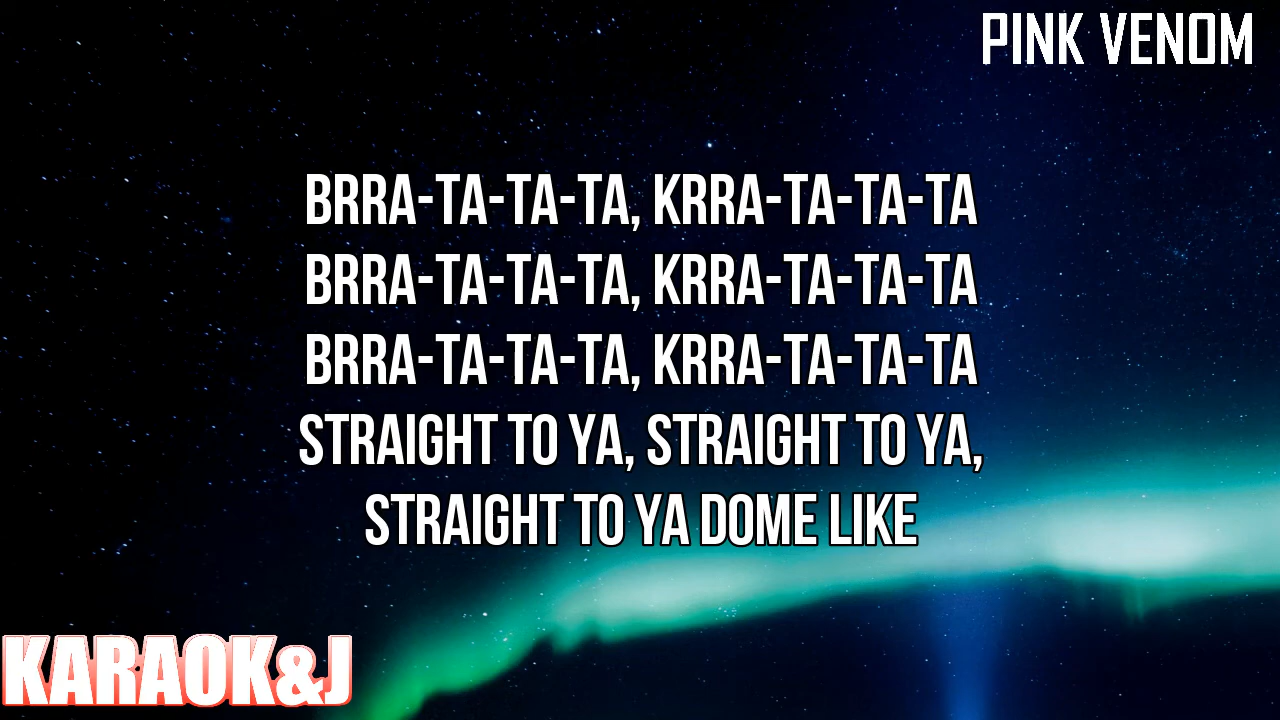 PINK VENOM
BRRA-TA-TA-TA, KRRA-TA-TA-TA
BRRA-TA-TA-TA, KRRA-TA-TA-TA
BRRA-TA-TA-TA, KRRA-TA-TA-TA
STRAIGHT TO YA, STRAIGHT TO YA,
STRAIGHT TO YA DOME LIKE
KARAOK&J